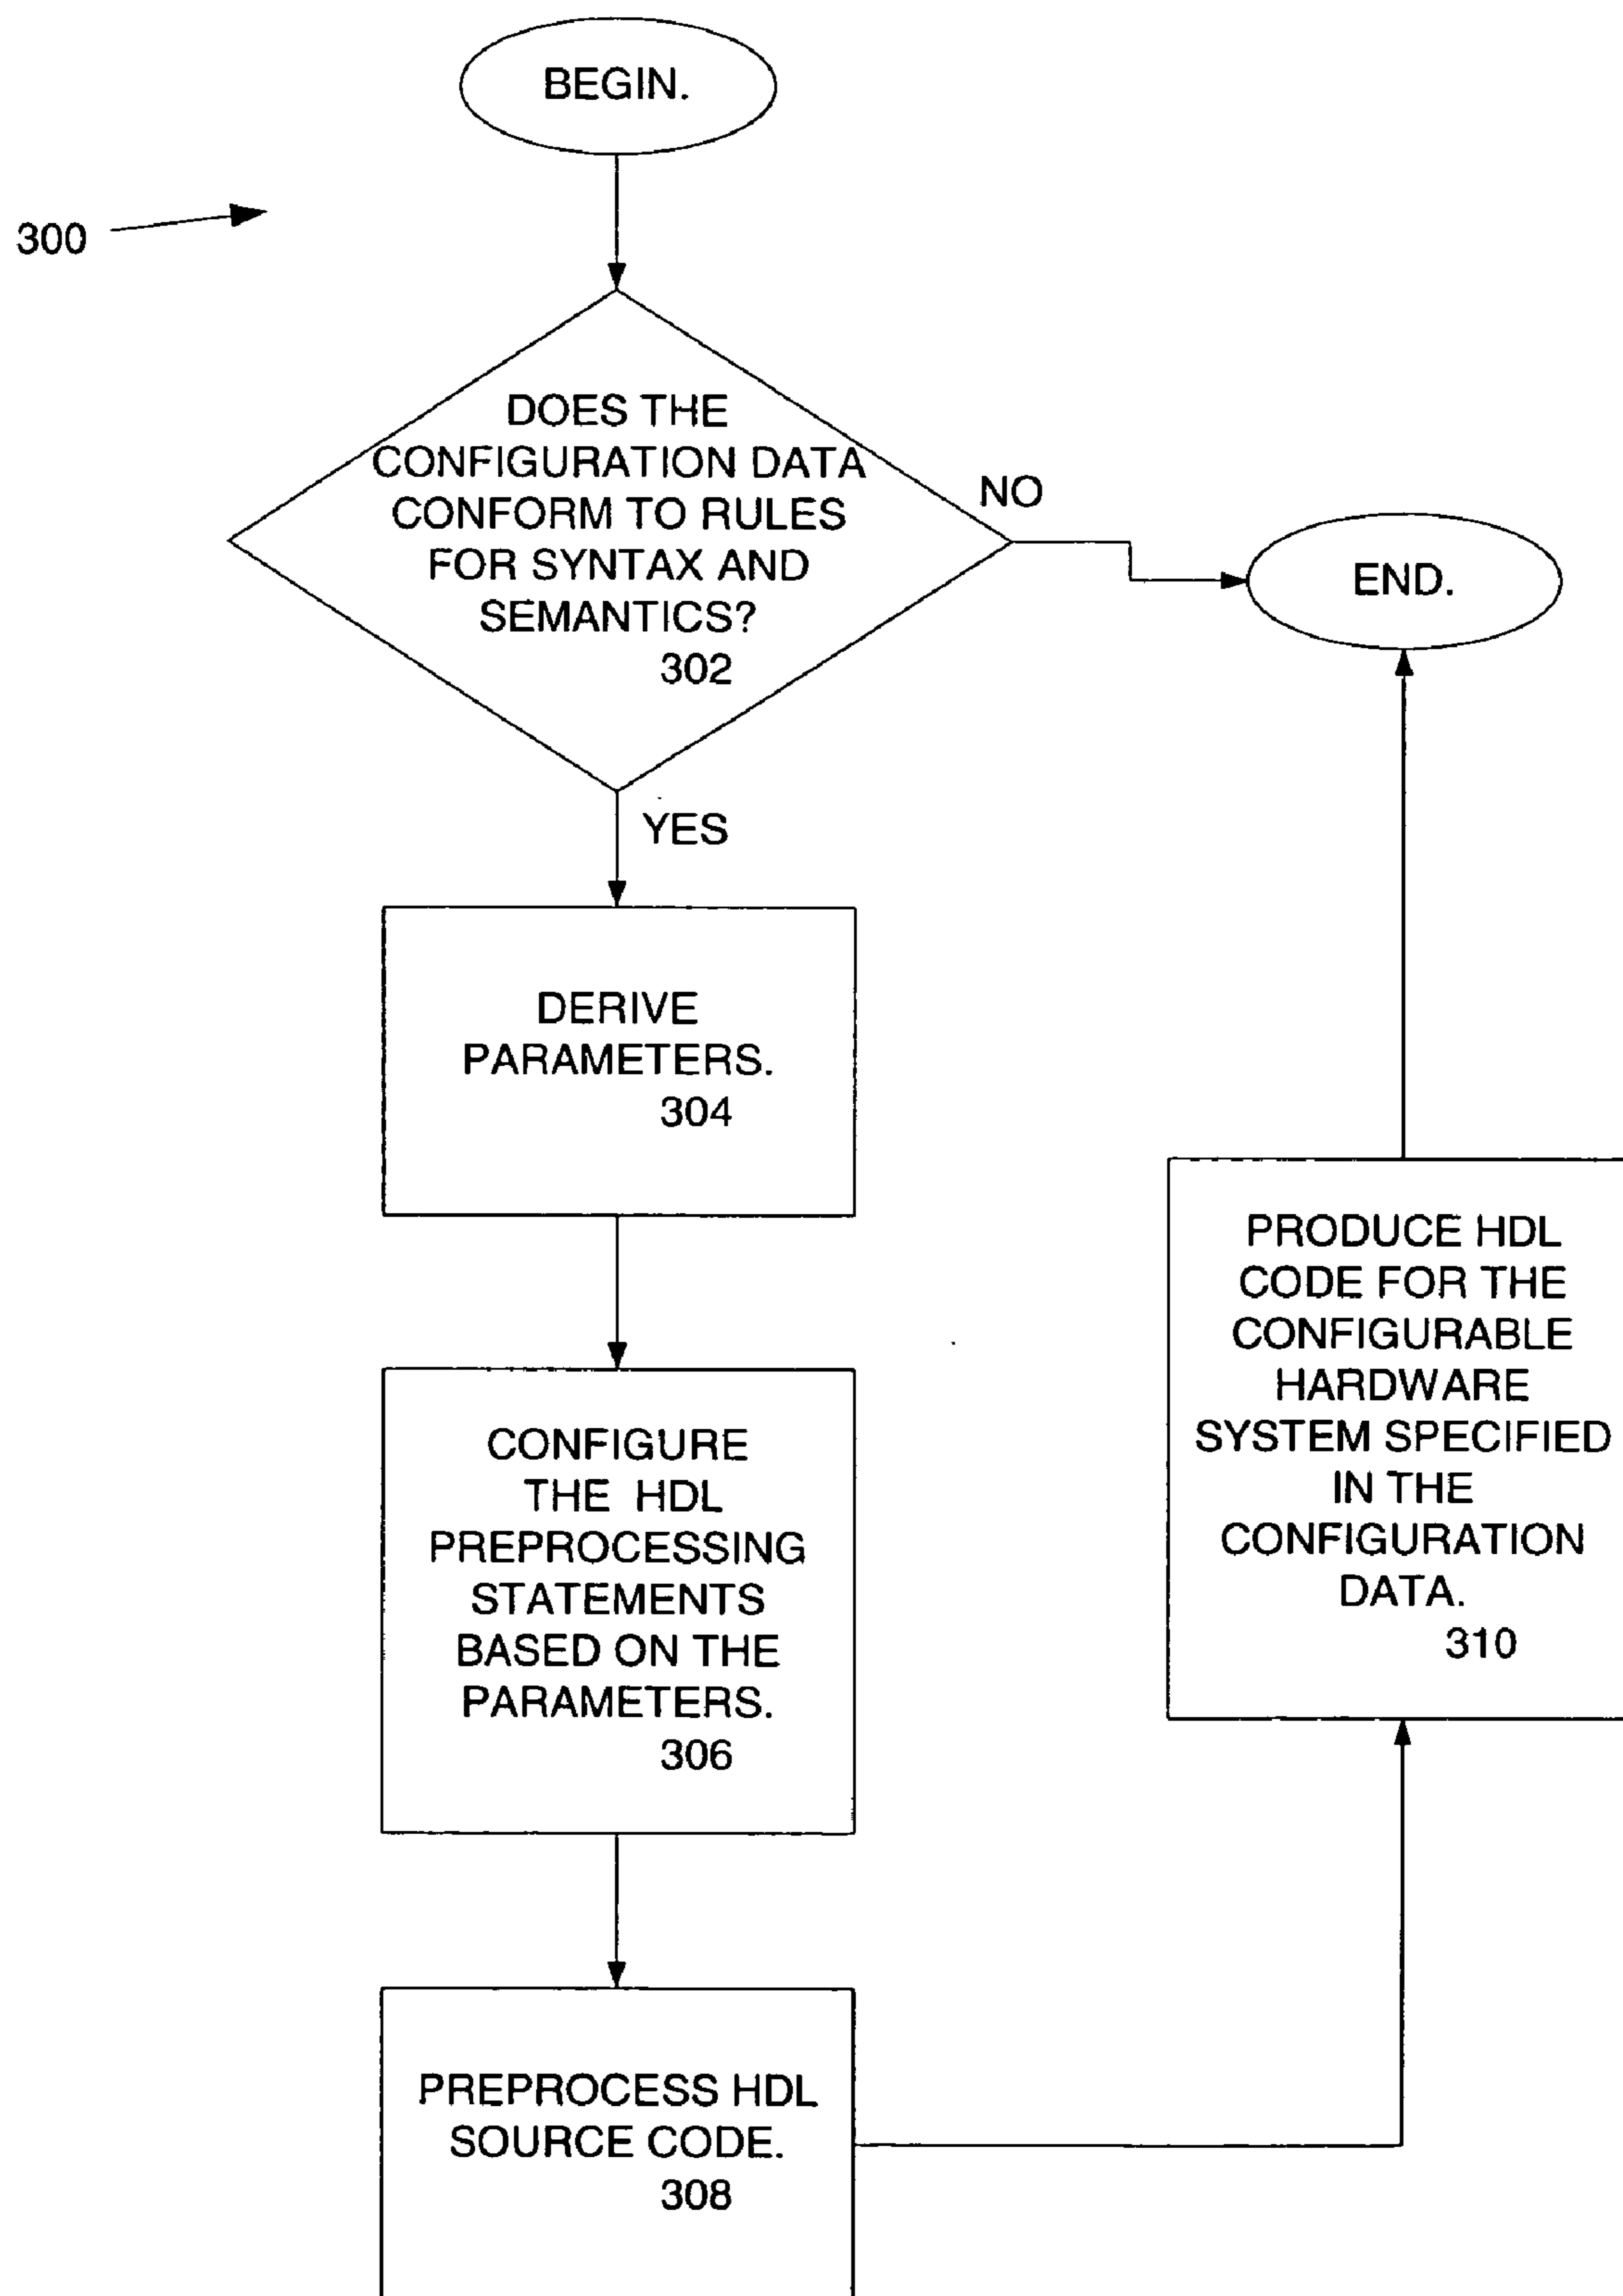 BEGIN.
300
DOES THE
CONFIGURATION DATA
CONFORM TO RULES
FOR SYNTAX AND
SEMANTICS?
302
NO
END.
YES
DERIVE
PARAMETERS.
304
CONFIGURE
THE HDL
PREPROCESSING
STATEMENTS
BASED ON THE
PARAMETERS.
306
PREPROCESS HDL
SOURCE CODE.
308
PRODUCE HDL
CODE FOR THE
CONFIGURABLE
HARDWARE
SYSTEM SPECIFIED
IN THE
CONFIGURATION
DATA.
310